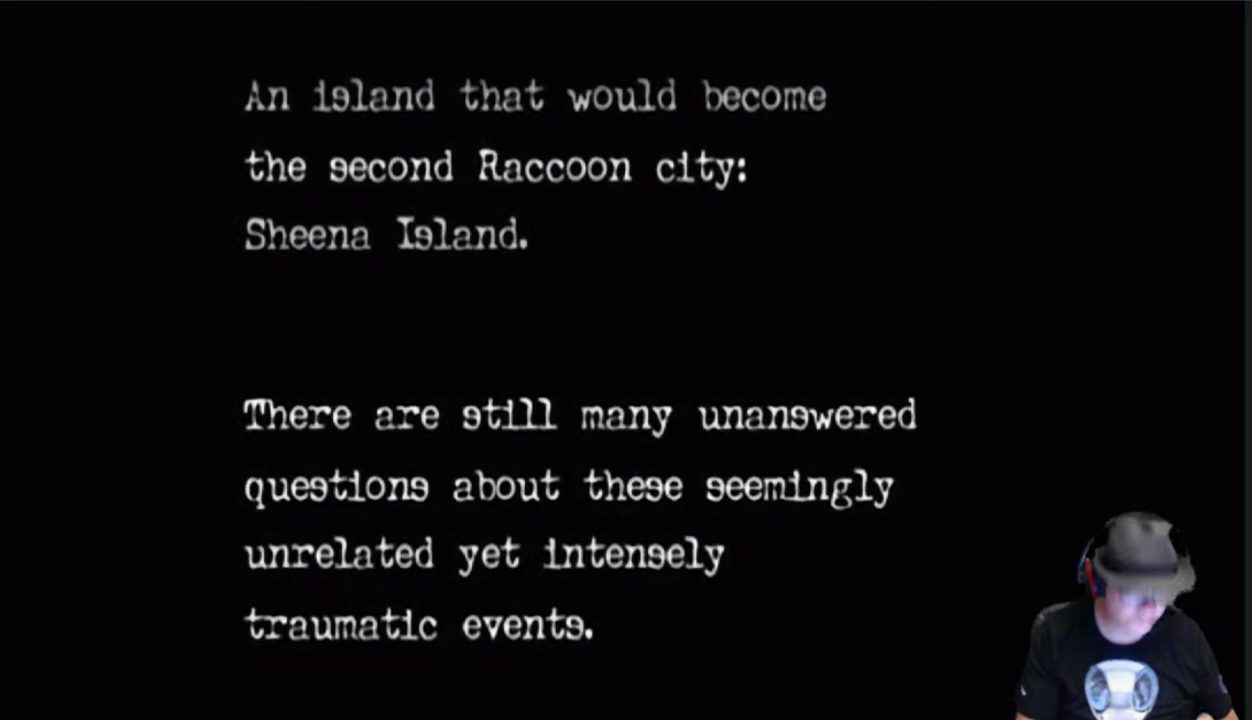 An island that would become
the second Raccoon city:
Sheena Island.
There are still many unanswered
questions about these seemingly
unrelated yet intensely
traumatic events.